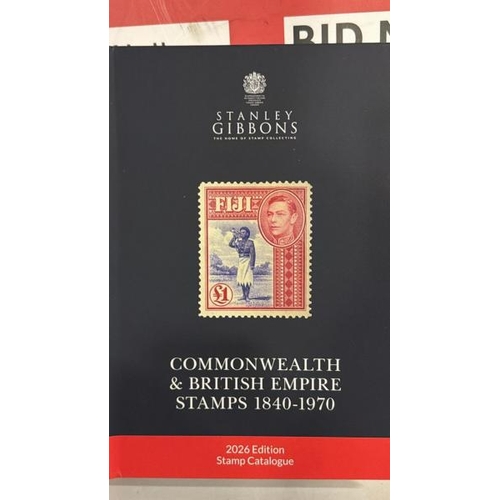 BID N
STANLEY
GIBBONS
THE HOME OF STAMP COLLECTING
FIJI
£1
COMMONWEALTH
& BRITISH EMPIRE
STAMPS 1840-1970
2026 Edition
Stamp Catalogue